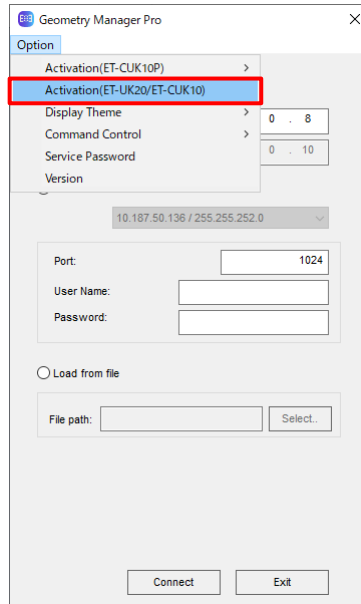 Geometry Manager Pro
Option
Activation(ET-CUK10P)
Activation(ET-UK20/ET-CUK10)
Display Theme
0 . 8
Command Control
Service Password
0 . 10
Version
10.187.50.136 / 255.255.252.0
Port: 1024
User Name:
Password:
Load from file
File path: Select..
Connect Exit